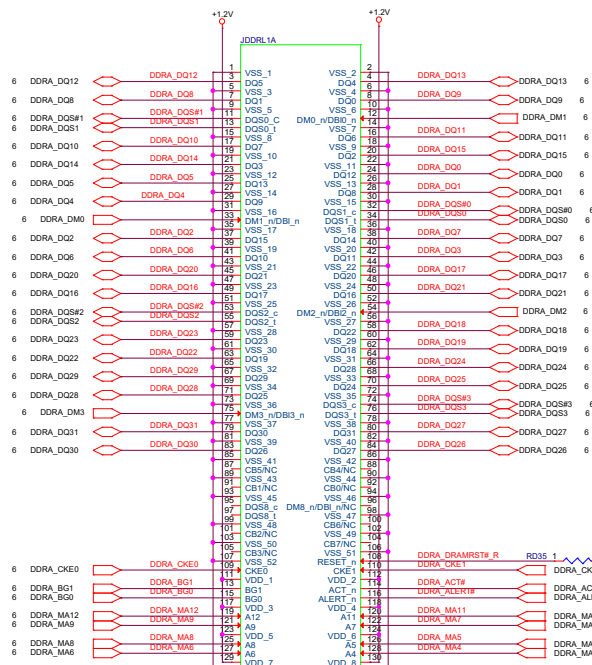 +1.2V +1.2V
JDDRL1A
1 VSS_1 VSS_2 2
6 DDRA_DQ12 DDRA_DQ12 3 DQ5 DQ4 4 DDRA_DQ13 DDRA_DQ13 6
5 VSS_3 VSS_4 6
6 DDRA_DQ8 DDRA_DQ8 7 DQ1 DQ0 8 DDRA_DQ9 DDRA_DQ9 6
9 VSS_5 VSS_6 10
6 DDRA_DQS#1 DDRA_DQS#1 11 DQS0_C DM0_n/DBI0_n 12 DDRA_DM1 6
6 DDRA_DQS1 DDRA_DQS1 13 DQS0_t VSS_7 14
15 VSS_8 DQ6 16 DDRA_DQ11 DDRA_DQ11 6
6 DDRA_DQ10 DDRA_DQ10 17 DQ7 VSS_9 18
19 VSS_10 DQ2 20 DDRA_DQ15 DDRA_DQ15 6
6 DDRA_DQ14 DDRA_DQ14 21 DQ3 VSS_11 22
23 VSS_12 DQ12 24 DDRA_DQ0 DDRA_DQ0 6
6 DDRA_DQ5 DDRA_DQ5 25 DQ13 VSS_13 26
27 VSS_14 DQ8 28 DDRA_DQ1 DDRA_DQ1 6
6 DDRA_DQ4 DDRA_DQ4 29 DQ9 VSS_15 30
31 VSS_16 DQS1_c 32 DDRA_DQS#0 DDRA_DQS#0 6
6 DDRA_DM0 33 DM1_n/DBI_n DQS1_t 34 DDRA_DQS0 DDRA_DQS0 6
35 VSS_17 VSS_18 36
6 DDRA_DQ2 DDRA_DQ2 37 DQ15 DQ14 38 DDRA_DQ7 DDRA_DQ7 6
39 VSS_19 VSS_20 40
6 DDRA_DQ6 DDRA_DQ6 41 DQ10 DQ11 42 DDRA_DQ3 DDRA_DQ3 6
43 VSS_21 VSS_22 44
6 DDRA_DQ20 DDRA_DQ20 45 DQ21 DQ20 46 DDRA_DQ17 DDRA_DQ17 6
47 VSS_23 VSS_24 48
6 DDRA_DQ16 DDRA_DQ16 49 DQ17 DQ16 50 DDRA_DQ21 DDRA_DQ21 6
51 VSS_25 VSS_26 52
6 DDRA_DQS#2 DDRA_DQS#2 53 DQS2_c DM2_n/DBI2_n 54 DDRA_DM2 6
6 DDRA_DQS2 DDRA_DQS2 55 DQS2_t VSS_27 56
57 VSS_28 DQ22 58 DDRA_DQ18 DDRA_DQ18 6
6 DDRA_DQ23 DDRA_DQ23 59 DQ23 VSS_29 60
61 VSS_30 DQ18 62 DDRA_DQ19 DDRA_DQ19 6
6 DDRA_DQ22 DDRA_DQ22 63 DQ19 VSS_31 64
65 VSS_32 DQ28 66 DDRA_DQ24 DDRA_DQ24 6
6 DDRA_DQ29 DDRA_DQ29 67 DQ29 VSS_33 68
69 VSS_34 DQ24 70 DDRA_DQ25 DDRA_DQ25 6
6 DDRA_DQ28 DDRA_DQ28 71 DQ25 VSS_35 72
73 VSS_36 DQS3_c 74 DDRA_DQS#3 DDRA_DQS#3 6
6 DDRA_DM3 75 DM3_n/DBI3_n DQS3_t 76 DDRA_DQS3 DDRA_DQS3 6
77 VSS_37 VSS_38 78
6 DDRA_DQ31 DDRA_DQ31 79 DQ30 DQ31 80 DDRA_DQ27 DDRA_DQ27 6
81 VSS_39 VSS_40 82
6 DDRA_DQ30 DDRA_DQ30 83 DQ26 DQ27 84 DDRA_DQ26 DDRA_DQ26 6
85 VSS_41 VSS_42 86
87 CB5/NC CB4/NC 88
89 VSS_43 VSS_44 90
91 CB1/NC CB0/NC 92
93 VSS_45 VSS_46 94
95 DQS8_c DM8_n/DBI_n/NC 96
97 DQS8_t VSS_47 98
99 VSS_48 CB6/NC 100
101 CB2/NC VSS_49 102
103 VSS_50 CB7/NC 104
105 CB3/NC VSS_51 106
107 VSS_52 RESET_n 108 DDRA_DRAMRST#_R RD35 1
6 DDRA_CKE0 DDRA_CKE0 109 CKE0 CKE1 110 DDRA_CKE1 DDRA_CK
111 VDD_1 VDD_2 112
6 DDRA_BG1 DDRA_BG1 113 BG1 ACT_n 114 DDRA_ACT# DDRA_AC
6 DDRA_BG0 DDRA_BG0 115 BG0 ALERT_n 116 DDRA_ALERT# DDRA_AL
117 VDD_3 VDD_4 118
6 DDRA_MA12 DDRA_MA12 119 A12 A11 120 DDRA_MA11 DDRA_MA
6 DDRA_MA9 DDRA_MA9 121 A9 A7 122 DDRA_MA7 DDRA_MA
123 VDD_5 VDD_6 124
6 DDRA_MA8 DDRA_MA8 125 A8 A5 126 DDRA_MA5 DDRA_MA
6 DDRA_MA6 DDRA_MA6 127 A6 A4 128 DDRA_MA4 DDRA_MA
129 VDD_7 VDD_8 130